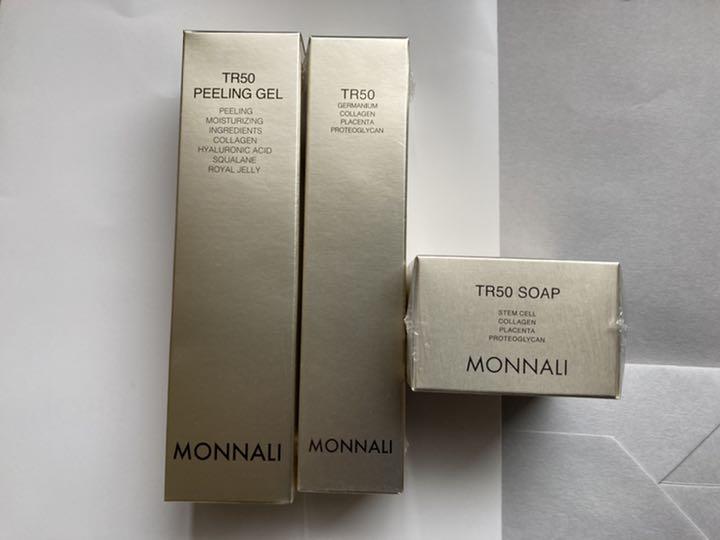 TR50
PEELING GEL
PEELING
MOISTURIZING
INGREDIENTS
COLLAGEN
HYALURONIC ACID
SQUALANE
ROYAL JELLY
MONNALI
TR50
GERMANIUM
COLLAGEN
PLACENTA
PROTEOGLYCAN
MONNALI
TR50 SOAP
STEM CELL
COLLAGEN
PLACENTA
PROTEOGLYCAN
MONNALI